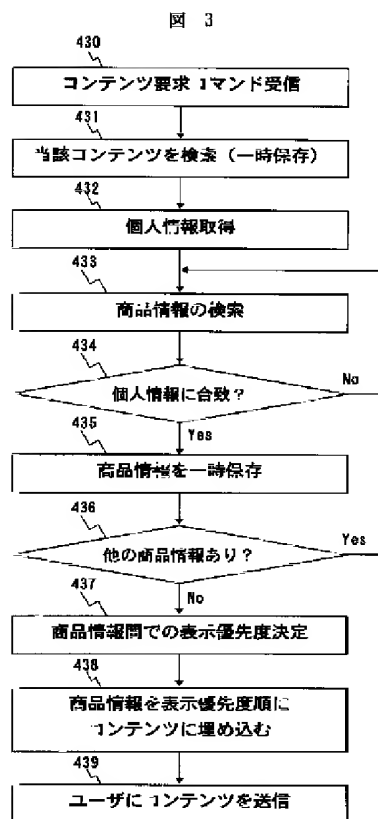 図 3
430
コンテンツ要求コマンド受信
431
当該コンテンツを検索（一時保存）
432
個人情報取得
433
商品情報の検索
434
個人情報に合致？
No
435
Yes
商品情報を一時保存
436
他の商品情報あり？
Yes
437
No
商品情報間での表示優先度決定
438
商品情報を表示優先度順に
コンテンツに埋め込む
439
ユーザにコンテンツを送信